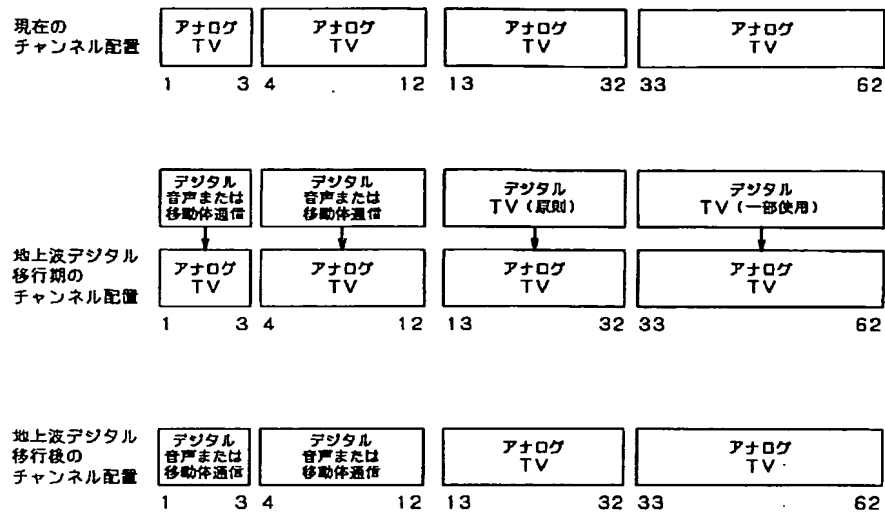 現在の
チャンネル配置
アナログ
TV
アナログ
TV
アナログ
TV
アナログ
TV
1 3 4 12 13 32 33 62
デジタル
音声または
移動体通信
デジタル
音声または
移動体通信
デジタル
TV(原則)
デジタル
TV(一部使用)
地上波デジタル
移行期の
チャンネル配置
アナログ
TV
アナログ
TV
アナログ
TV
アナログ
TV
1 3 4 12 13 32 33 62
地上波デジタル
移行後の
チャンネル配置
デジタル
音声または
移動体通信
デジタル
音声または
移動体通信
アナログ
TV
アナログ
TV
1 3 4 12 13 32 33 62